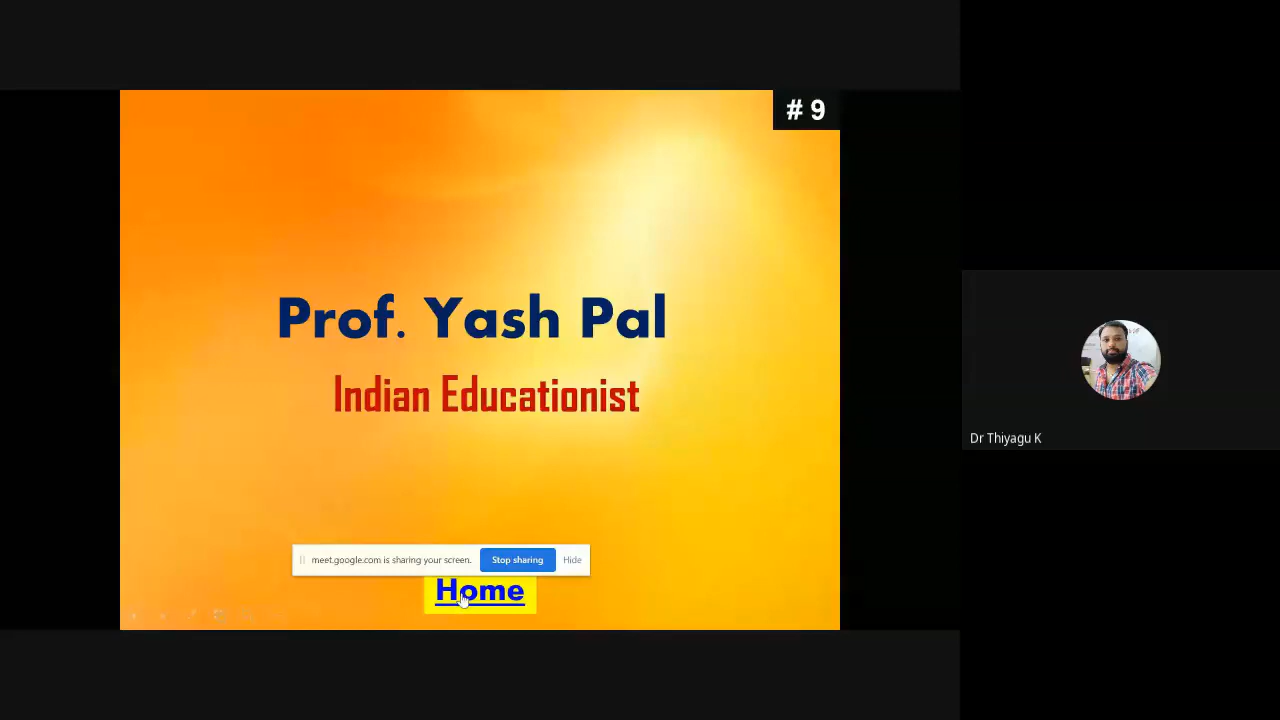 # 9
Prof. Yash Pal
Indian Educationist
meet.google.com is sharing your screen. Stop sharing Hide
Home
Dr Thiyagu K